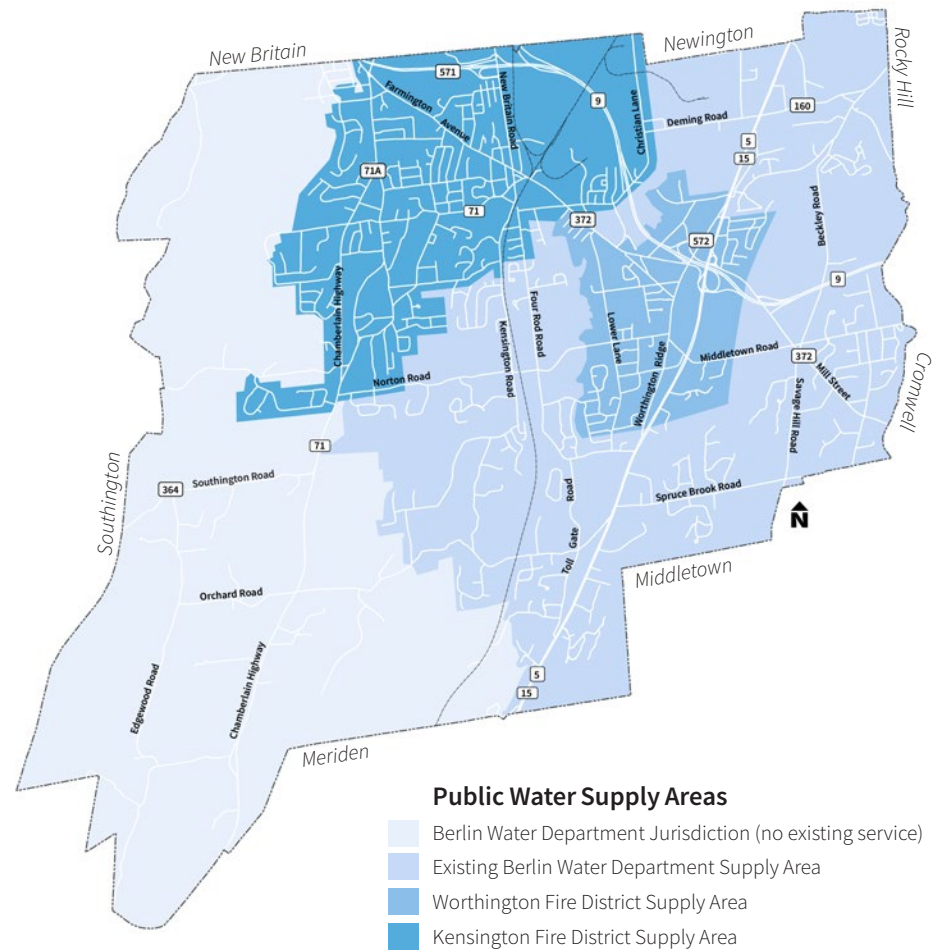 New Britain
Newington
Rocky Hill
571
Farmington
Avenue
New Britain Road
9
Christian Lane
160
Deming Road
5
15
71A
71
372
572
Beckley Road
9
Chamberlain Highway
Four Rod Road
Kensington Road
Lower Lane
Worthington Ridge
Middletown Road
372
Mill Street
Savage Hill Road
Cromwell
Norton Road
71
364
Southington Road
Southington
Spruce Brook Road
N
Toll Gate Road
Middletown
Orchard Road
Edgewood Road
Chamberlain Highway
5
15
Meriden
Public Water Supply Areas
Berlin Water Department Jurisdiction (no existing service)
Existing Berlin Water Department Supply Area
Worthington Fire District Supply Area
Kensington Fire District Supply Area